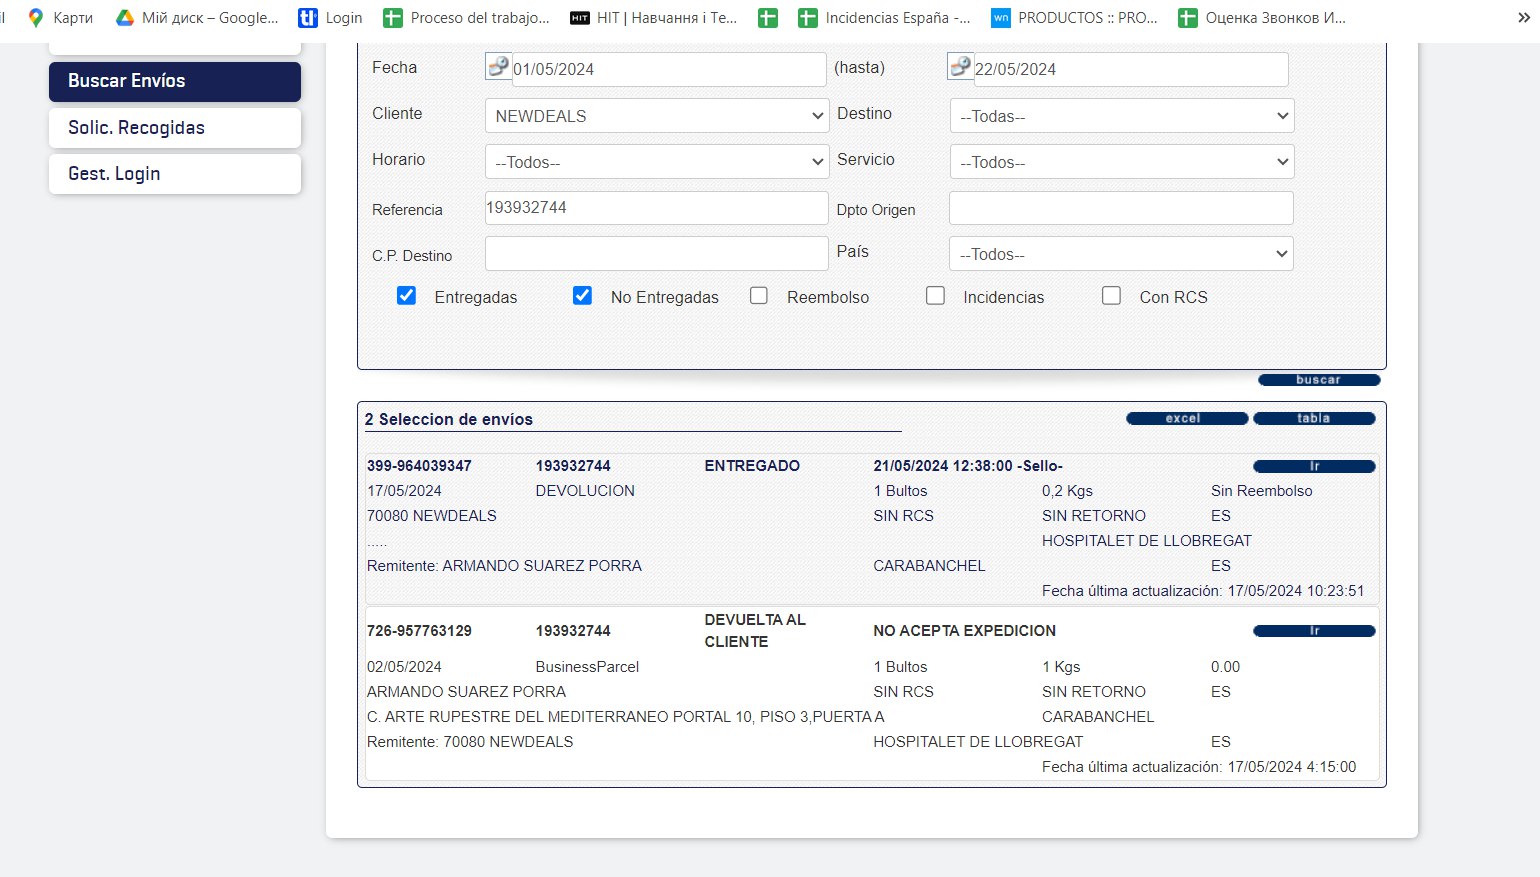 il Карти Мій диск – Google... Login Proceso del trabajo... HIT HIT | Навчання і Te... Incidencias España -... wn PRODUCTOS :: PRO... Оценка Звонков И... »
Buscar Envíos
Solic. Recogidas
Gest. Login
Fecha 01/05/2024 (hasta) 22/05/2024
Cliente NEWDEALS Destino --Todas--
Horario --Todos-- Servicio --Todos--
Referencia 193932744 Dpto Origen
C.P. Destino País --Todos--
Entregadas No Entregadas Reembolso Incidencias Con RCS
buscar
2 Seleccion de envíos excel tabla
399-964039347 193932744 ENTREGADO 21/05/2024 12:38:00 -Sello- Ir
17/05/2024 DEVOLUCION 1 Bultos 0,2 Kgs Sin Reembolso
70080 NEWDEALS SIN RCS SIN RETORNO ES
..... HOSPITALET DE LLOBREGAT
Remitente: ARMANDO SUAREZ PORRA CARABANCHEL ES
Fecha última actualización: 17/05/2024 10:23:51
726-957763129 193932744 DEVUELTA AL CLIENTE NO ACEPTA EXPEDICION Ir
02/05/2024 BusinessParcel 1 Bultos 1 Kgs 0.00
ARMANDO SUAREZ PORRA SIN RCS SIN RETORNO ES
C. ARTE RUPESTRE DEL MEDITERRANEO PORTAL 10, PISO 3,PUERTA A CARABANCHEL
Remitente: 70080 NEWDEALS HOSPITALET DE LLOBREGAT ES
Fecha última actualización: 17/05/2024 4:15:00